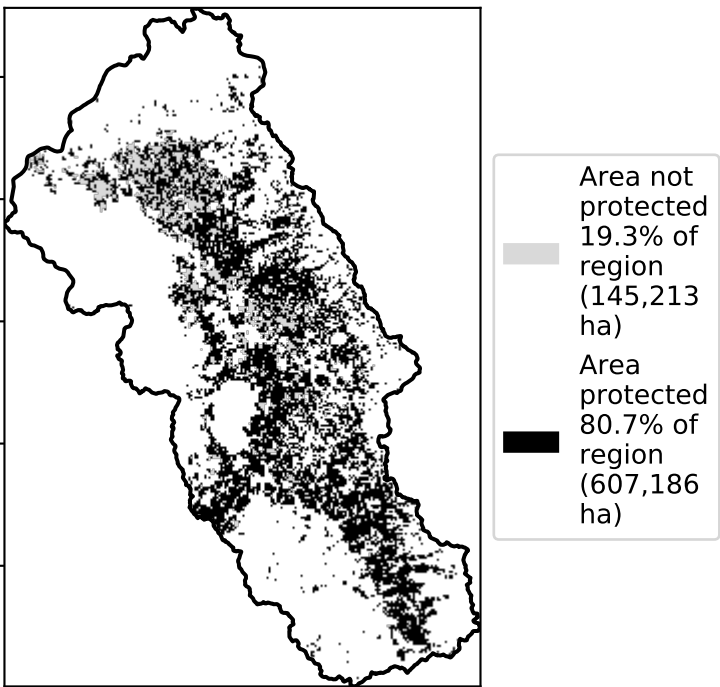 Area not
protected
19.3% of
region
(145,213
ha)
Area
protected
80.7% of
region
(607,186
ha)